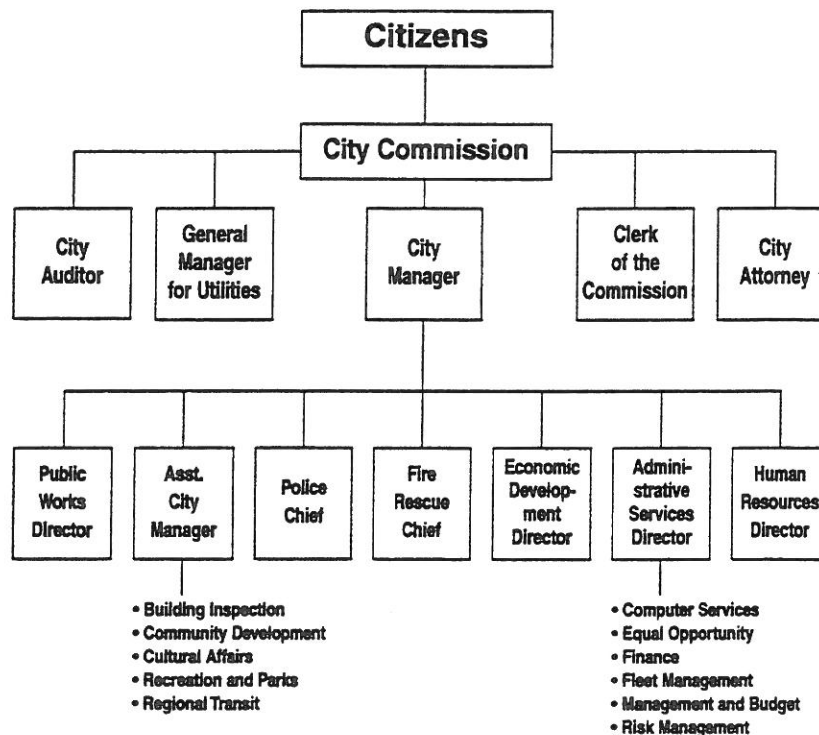 Citizens
City Commission
City
Auditor
General
Manager
for Utilities
City
Manager
Clerk
of the
Commission
City
Attorney
Public
Works
Director
Asst.
City
Manager
Police
Chief
Fire
Rescue
Chief
Economic
Develop-
ment
Director
Admini-
strative
Services
Director
Human
Resources
Director
• Building Inspection
• Community Development
• Cultural Affairs
• Recreation and Parks
• Regional Transit
• Computer Services
• Equal Opportunity
• Finance
• Fleet Management
• Management and Budget
• Risk Management